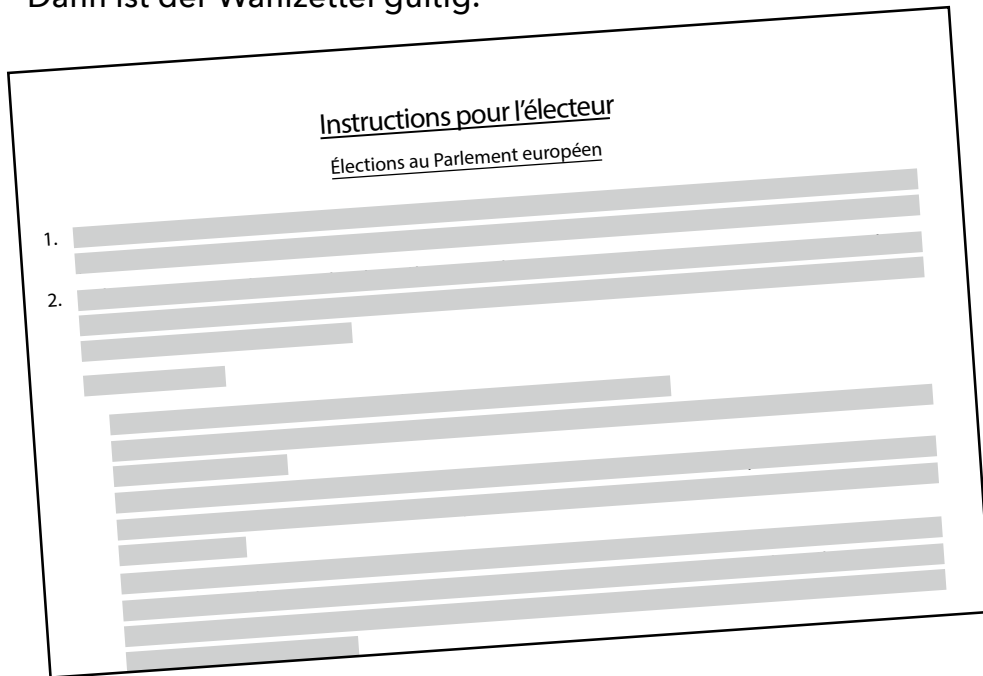 Dann ist der Wahlzettel gültig.
Instructions pour l'électeur
Élections au Parlement européen
1.
2.